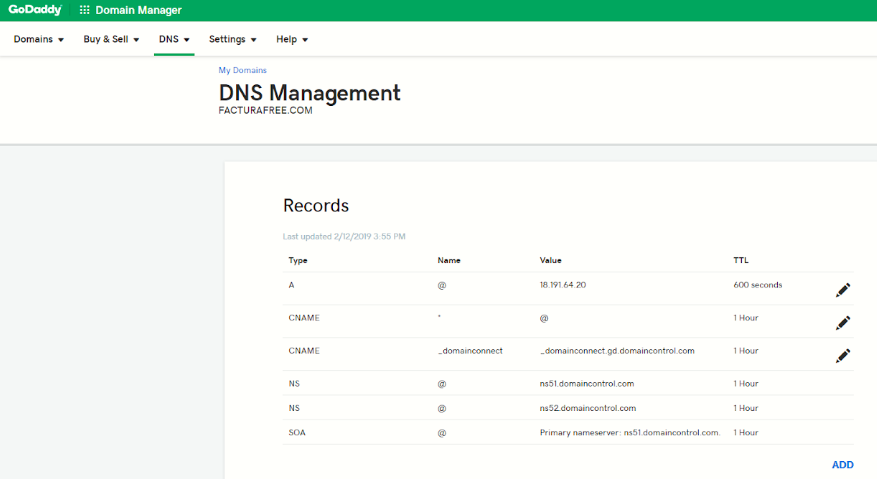 GoDaddy Domain Manager
Domains Buy & Sell DNS Settings Help
My Domains
DNS Management
FACTURAFREE.COM
Records
Last updated 2/12/2019 3:55 PM
Type Name Value TTL
A @ 18.191.64.20 600 seconds
CNAME * @ 1 Hour
CNAME _domainconnect _domainconnect.gd.domaincontrol.com 1 Hour
NS @ ns51.domaincontrol.com 1 Hour
NS @ ns52.domaincontrol.com 1 Hour
SOA @ Primary nameserver: ns51.domaincontrol.com. 1 Hour
ADD